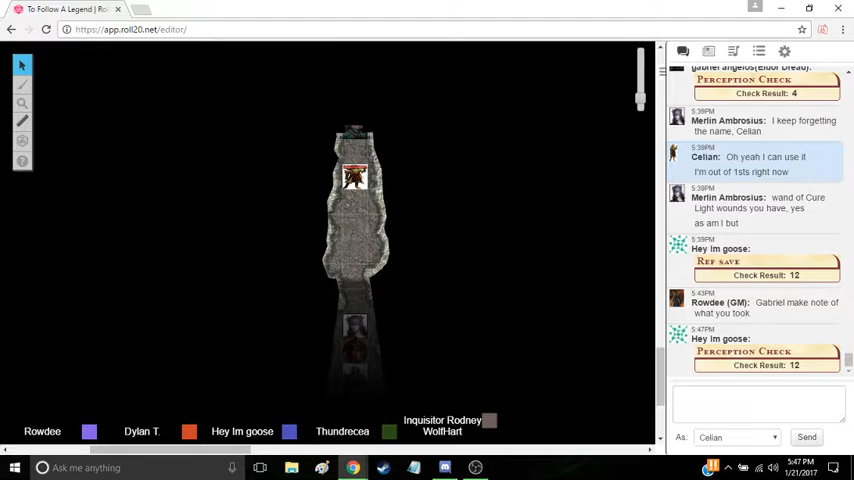 To Follow A Legend |
https://app.roll20.net/editor/
gabriel angelos(Eldor Dread):
PERCEPTION CHECK
Check Result: 4
5:39PM
Merlin Ambrosius: I keep forgetting
the name, Celian
5:39PM
Celian: Oh yeah I can use it
I'm out of 1sts right now
5:39PM
Merlin Ambrosius: wand of Cure
Light wounds you have, yes
as am I but
5:39PM
Hey Im goose:
REF SAVE
Check Result: 12
5:43PM
Rowdee (GM): Gabriel make note of
what you took
5:47PM
Hey Im goose:
PERCEPTION CHECK
Check Result: 12
As: Celian
Send
Rowdee
Dylan T.
Hey Im goose
Thundrecea
Inquisitor Rodney
WolfHart
Ask me anything
5:47 PM
1/21/2017